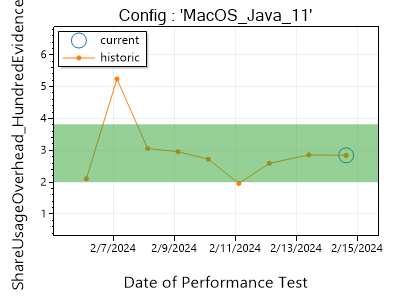 Config : 'MacOS_Java_11'
current
historic
ShareUsageOverhead_HundredEvidence
6
5
4
3
2
1
2/7/2024
2/9/2024
2/11/2024
2/13/2024
2/15/2024
Date of Performance Test